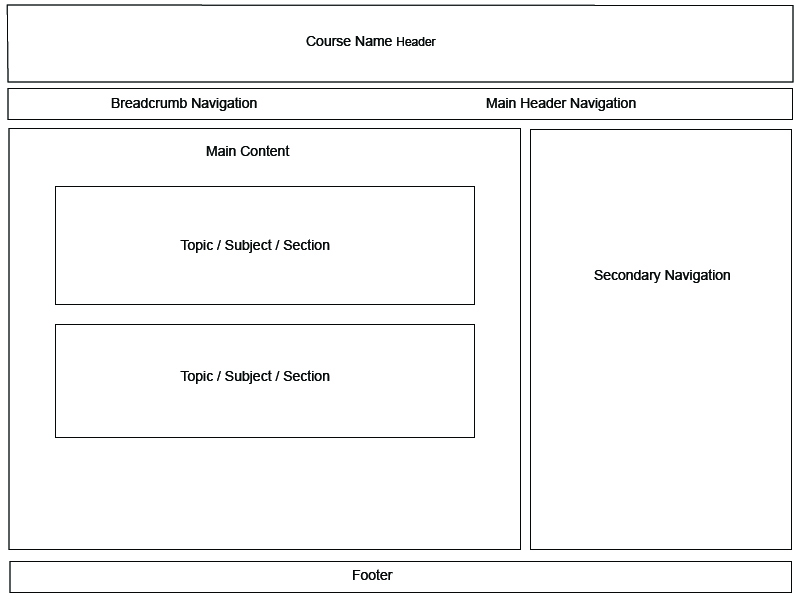 Course Name Header
Breadcrumb Navigation
Main Header Navigation
Main Content
Topic / Subject / Section
Topic / Subject / Section
Secondary Navigation
Footer